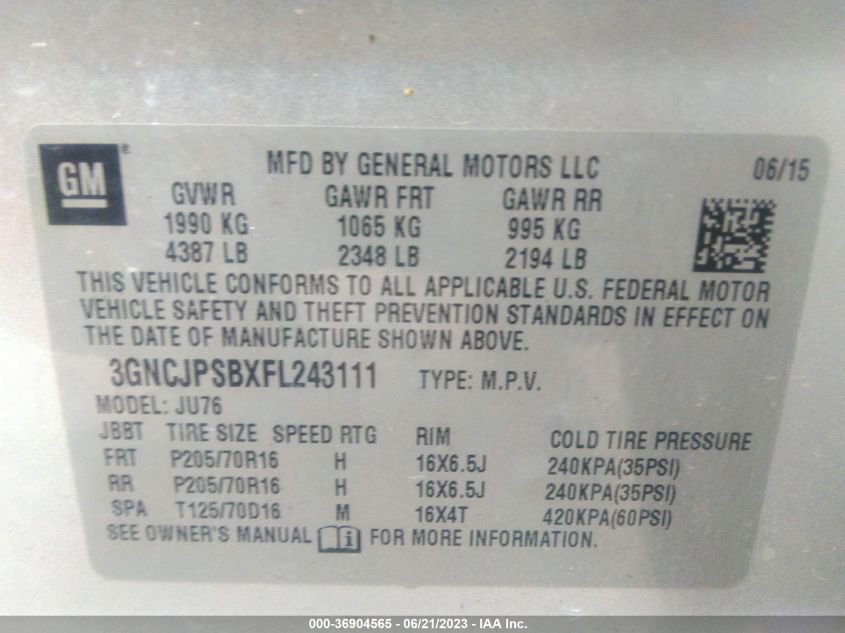 GM®
MFD BY GENERAL MOTORS LLC 06/15
GVWR GAWR FRT GAWR RR
1990 KG 1065 KG 995 KG
4387 LB 2348 LB 2194 LB
THIS VEHICLE CONFORMS TO ALL APPLICABLE U.S. FEDERAL MOTOR
VEHICLE SAFETY AND THEFT PREVENTION STANDARDS IN EFFECT ON
THE DATE OF MANUFACTURE SHOWN ABOVE.
3GNCJPSBXFL243111 TYPE: M.P.V.
MODEL: JU76
JBBT TIRE SIZE SPEED RTG RIM COLD TIRE PRESSURE
FRT P205/70R16 H 16X6.5J 240KPA(35PSI)
RR P205/70R16 H 16X6.5J 240KPA(35PSI)
SPA T125/70D16 M 16X4T 420KPA(60PSI)
SEE OWNER'S MANUAL i FOR MORE INFORMATION.
000-36904565 - 06/21/2023 - IAA Inc.